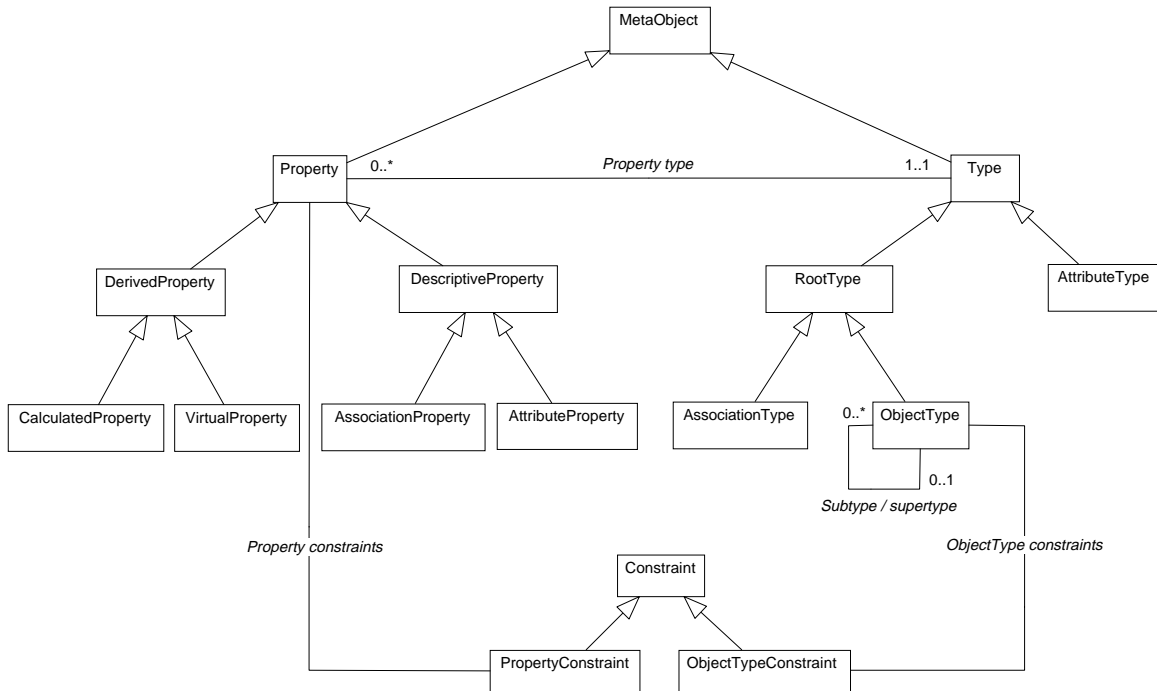 MetaObject
Property
0..*
Property type
1..1
Type
DerivedProperty
DescriptiveProperty
RootType
AttributeType
CalculatedProperty
VirtualProperty
AssociationProperty
AttributeProperty
AssociationType
0..*
ObjectType
0..1
Subtype / supertype
Property constraints
ObjectType constraints
Constraint
PropertyConstraint
ObjectTypeConstraint